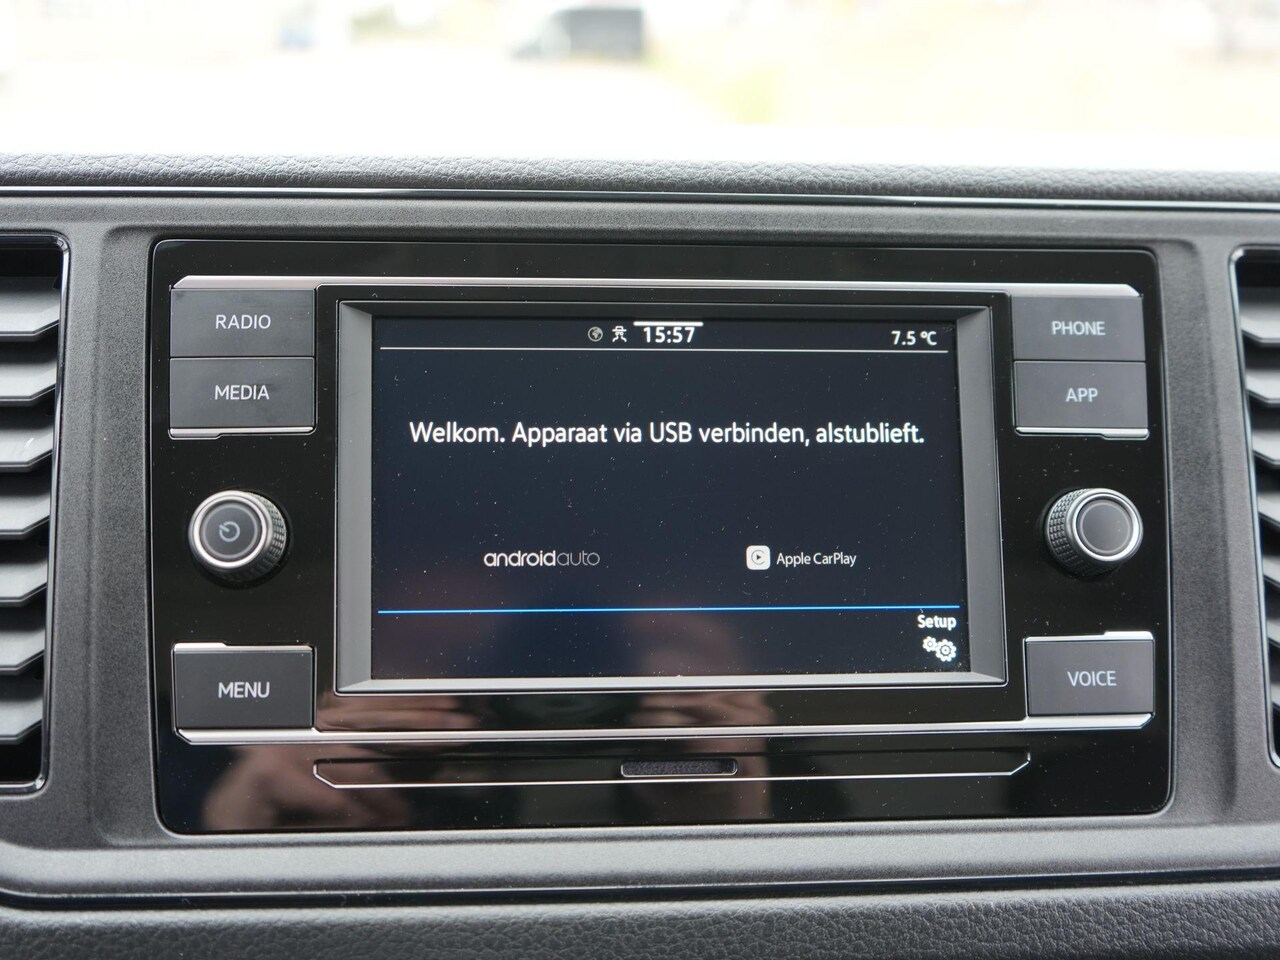 RADIO
MEDIA
MENU
15:57
7.5 °C
Welkom. Apparaat via USB verbinden, alstublieft.
androidauto
Apple CarPlay
Setup
PHONE
APP
VOICE